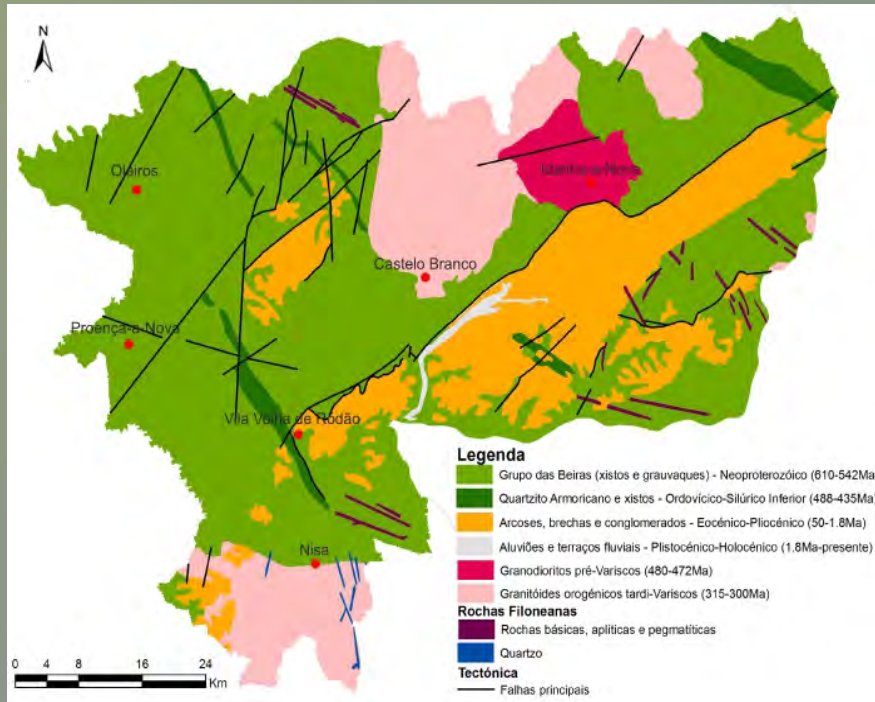 N
Oleiros
Idanha-a-Nova
Castelo Branco
Proença-a-Nova
Vila Velha de Ródão
Nisa
0 4 8 16 24
Km
Legenda
Grupo das Beiras (xistos e grauvaques) - Neoproterozóico (610-542Ma)
Quartzito Armoricano e xistos - Ordovícico-Silúrico Inferior (488-435Ma)
Arcoses, brechas e conglomerados - Eocénico-Pliocénico (50-1.8Ma)
Aluviões e terraços fluviais - Plistocénico-Holocénico (1.8Ma-presente)
Granodioritos pré-Variscos (480-472Ma)
Granitóides orogénicos tardi-Variscos (315-300Ma)
Rochas Filoneanas
Rochas básicas, aplíticas e pegmatíticas
Quartzo
Tectónica
Falhas principais